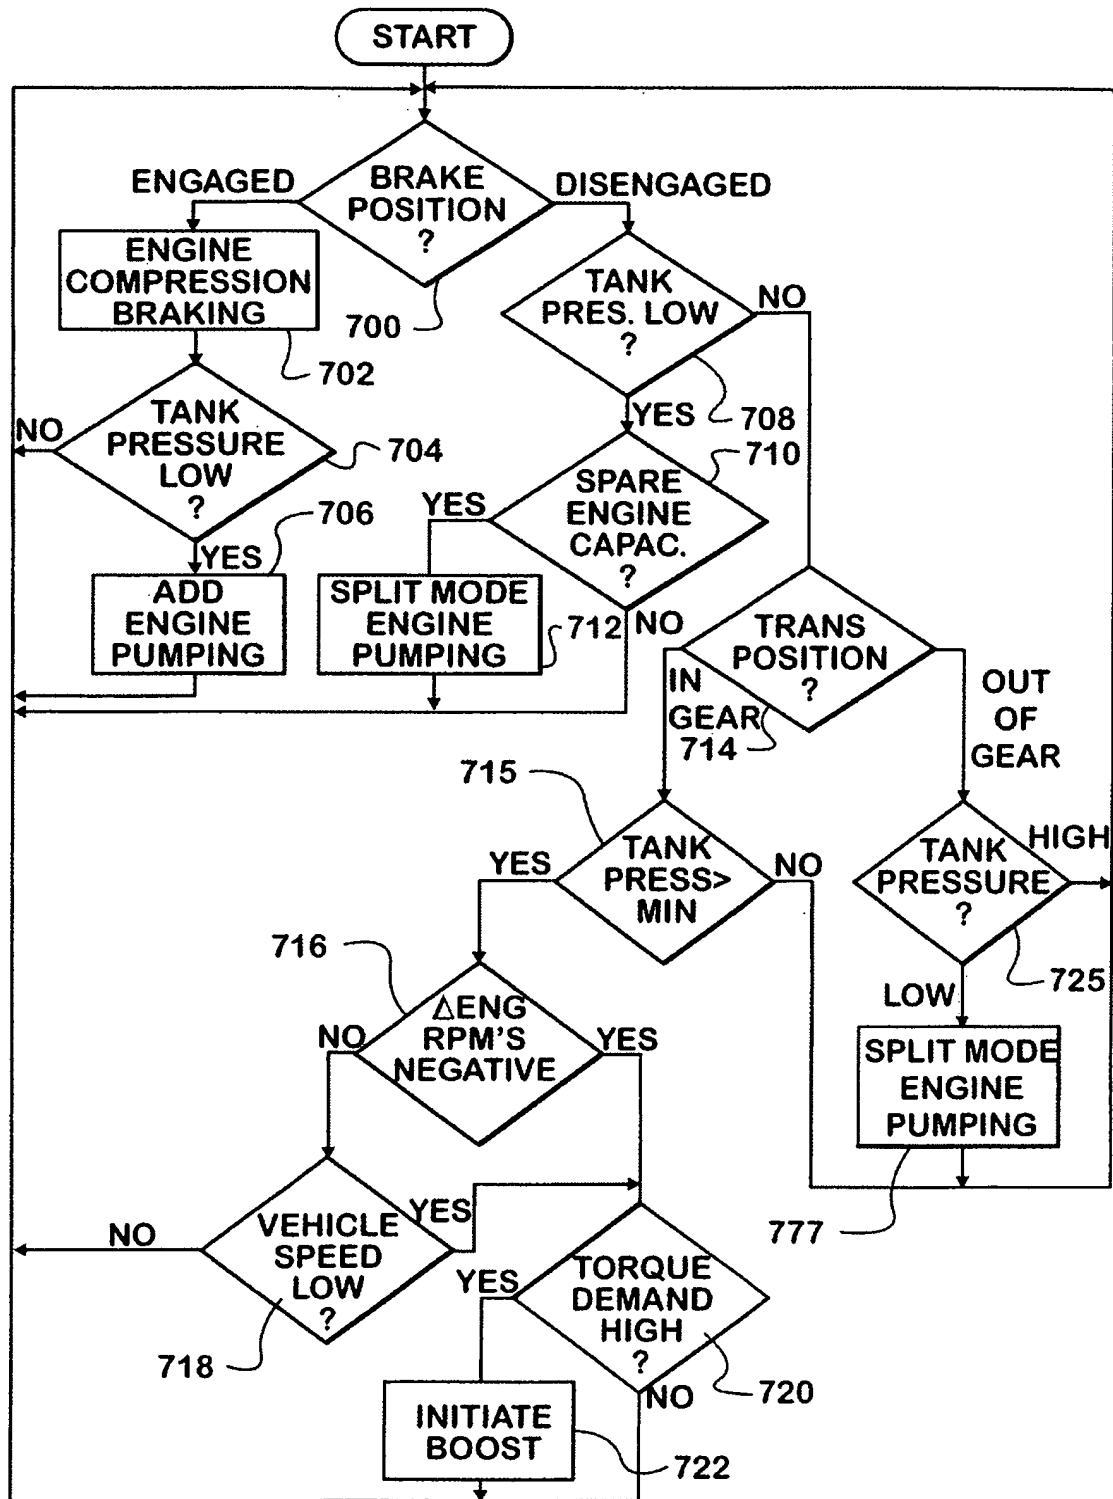 START
BRAKE
POSITION
?
ENGAGED
DISENGAGED
700
ENGINE
COMPRESSION
BRAKING
702
TANK
PRES. LOW
?
NO
708
YES
TANK
PRESSURE
LOW
?
NO
704
YES
706
ADD
ENGINE
PUMPING
SPARE
ENGINE
CAPAC.
?
710
YES
NO
SPLIT MODE
ENGINE
PUMPING
712
TRANS
POSITION
?
IN
GEAR
714
OUT
OF
GEAR
715
TANK
PRESS>
MIN
YES
NO
TANK
PRESSURE
?
HIGH
725
LOW
SPLIT MODE
ENGINE
PUMPING
777
716
ΔENG
RPM'S
NEGATIVE
NO
YES
VEHICLE
SPEED
LOW
?
NO
YES
718
TORQUE
DEMAND
HIGH
?
YES
NO
720
INITIATE
BOOST
722